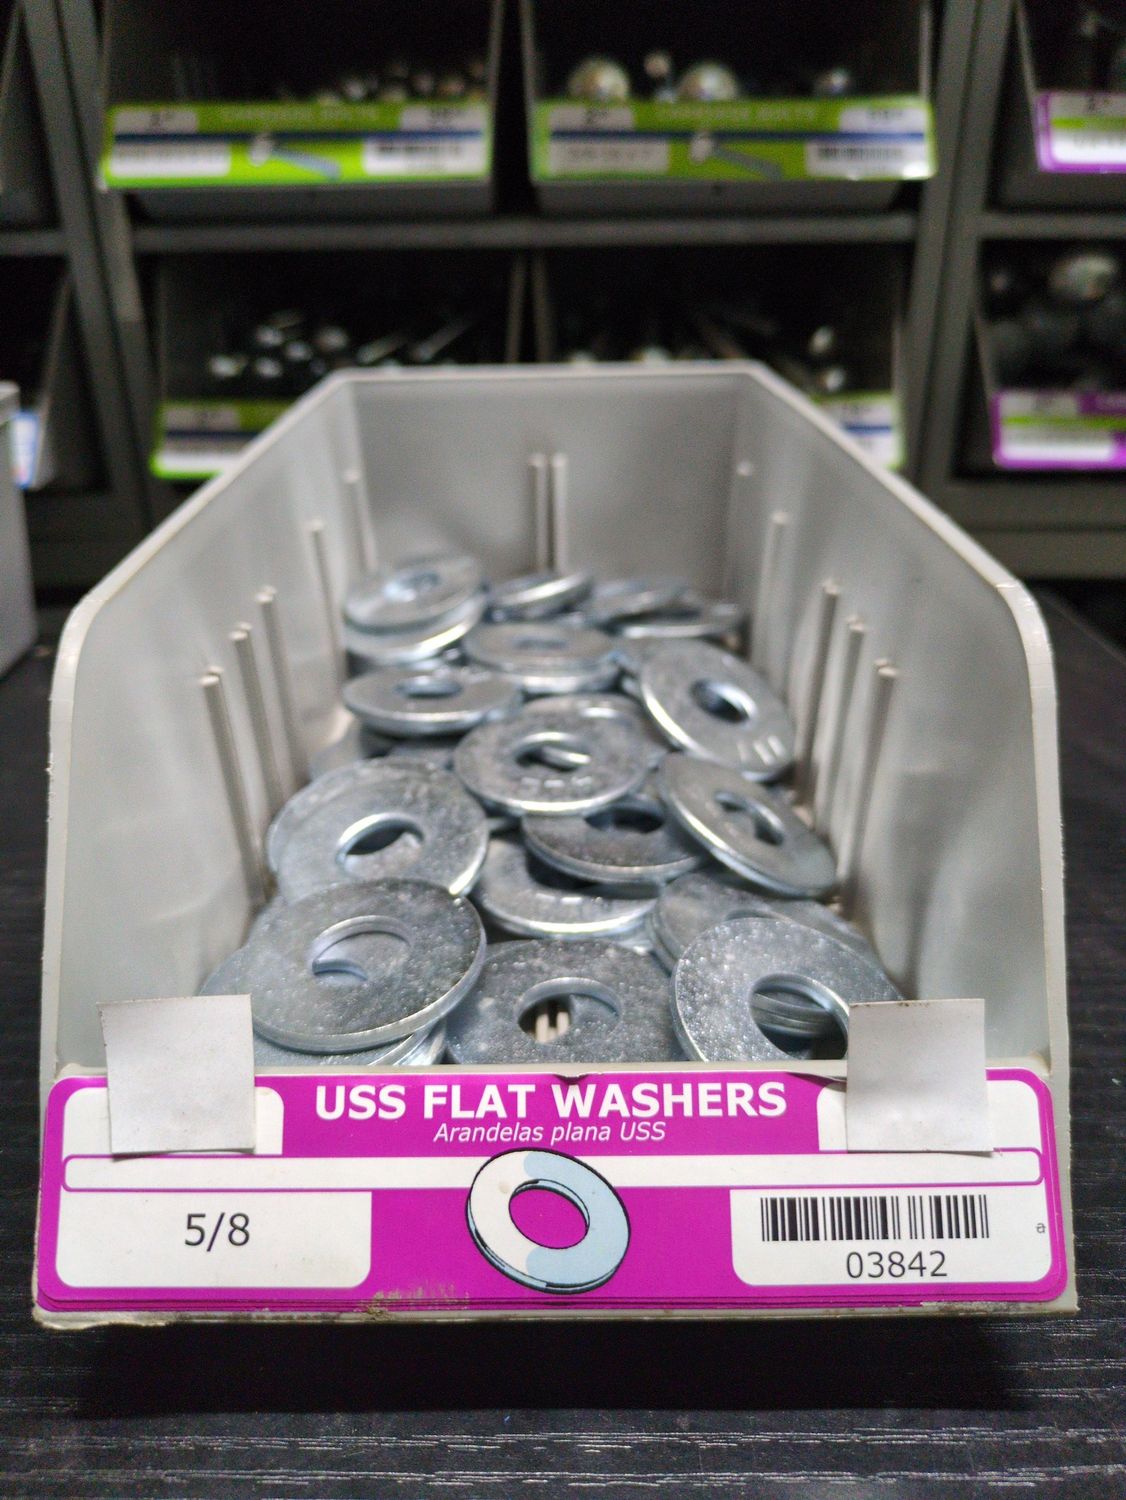 USS FLAT WASHERS
Arandelas plana USS
5/8
03842
a